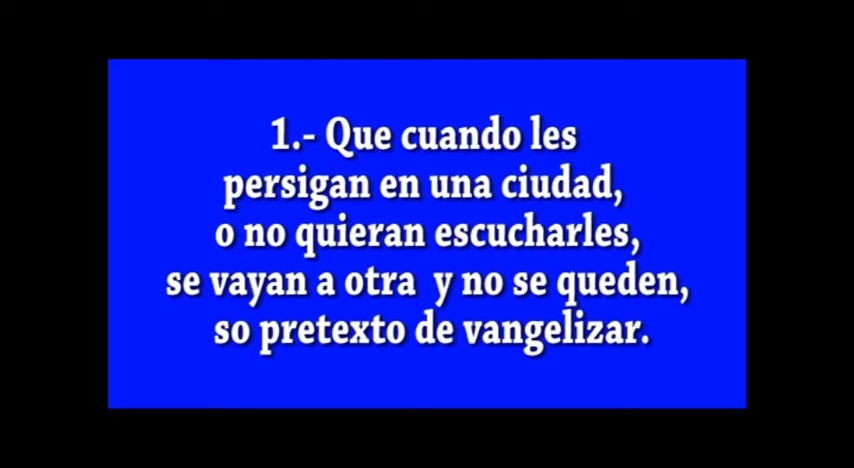 1.- Que cuando les
persigan en una ciudad,
o no quieran escucharles,
se vayan a otra  y no se queden,
so pretexto de vangelizar.